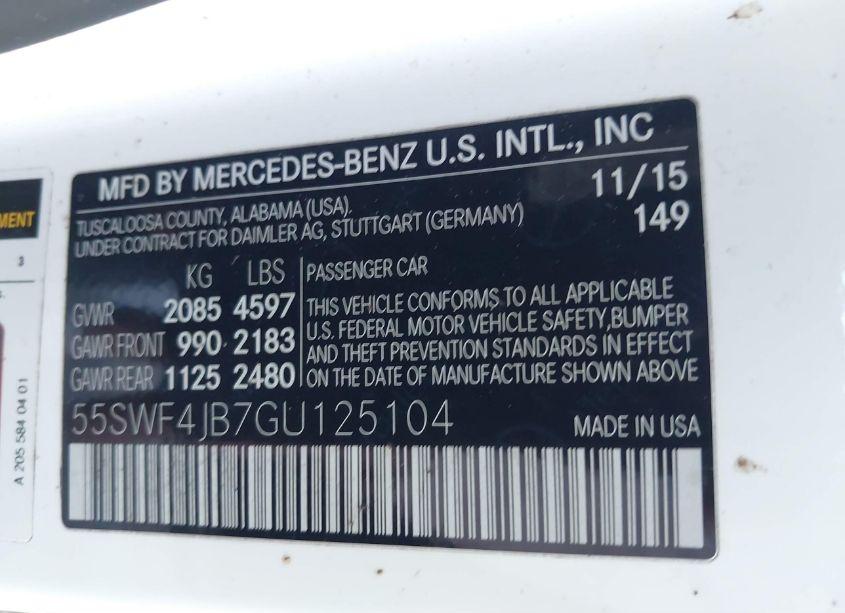 MFD BY MERCEDES-BENZ U.S. INTL., INC
TUSCALOOSA COUNTY, ALABAMA (USA)
UNDER CONTRACT FOR DAIMLER AG, STUTTGART (GERMANY)
11/15
149
KG LBS
GVWR 2085 4597
GAWR FRONT 990 2183
GAWR REAR 1125 2480
PASSENGER CAR
THIS VEHICLE CONFORMS TO ALL APPLICABLE
U.S. FEDERAL MOTOR VEHICLE SAFETY, BUMPER
AND THEFT PREVENTION STANDARDS IN EFFECT
ON THE DATE OF MANUFACTURE SHOWN ABOVE
55SWF4JB7GU125104
MADE IN USA
MENT
3
A 205 584 04 01